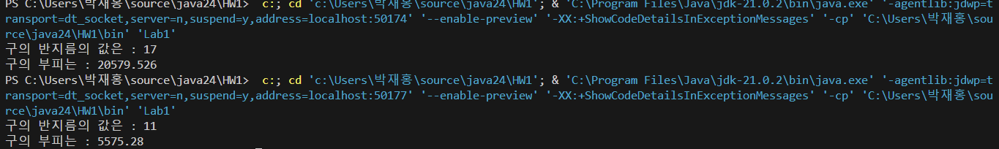 PS C:\Users\박재홍\source\java24\HW1>  c:; cd 'c:\Users\박재홍\source\java24\HW1'; & 'C:\Program Files\Java\jdk-21.0.2\bin\java.exe' '-agentlib:jdwp=t
ransport=dt_socket,server=n,suspend=y,address=localhost:50174' '--enable-preview' '-XX:+ShowCodeDetailsInExceptionMessages' '-cp' 'C:\Users\박재홍\sou
rce\java24\HW1\bin' 'Lab1'
구의 반지름의 값은 : 17
구의 부피는 : 20579.526
PS C:\Users\박재홍\source\java24\HW1>  c:; cd 'c:\Users\박재홍\source\java24\HW1'; & 'C:\Program Files\Java\jdk-21.0.2\bin\java.exe' '-agentlib:jdwp=t
ransport=dt_socket,server=n,suspend=y,address=localhost:50177' '--enable-preview' '-XX:+ShowCodeDetailsInExceptionMessages' '-cp' 'C:\Users\박재홍\sou
rce\java24\HW1\bin' 'Lab1'
구의 반지름의 값은 : 11
구의 부피는 : 5575.28